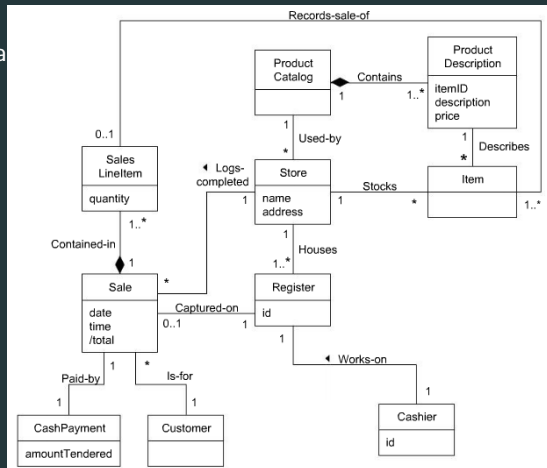 Records-sale-of
a
Product
Catalog
1
Contains
1..*
Product
Description
itemID
description
price
0..1
1
Used-by
*
1
Describes
*
Sales
LineItem
quantity
Logs-
completed
1
Store
name
address
1
Stocks
*
Item
1..*
1..*
Contained-in
1
1
Houses
1..*
Sale
date
time
/total
*
Captured-on
0..1
1
Register
id
1
Works-on
1
Paid-by
*
Is-for
1
1
1
CashPayment
amountTendered
Customer
Cashier
id